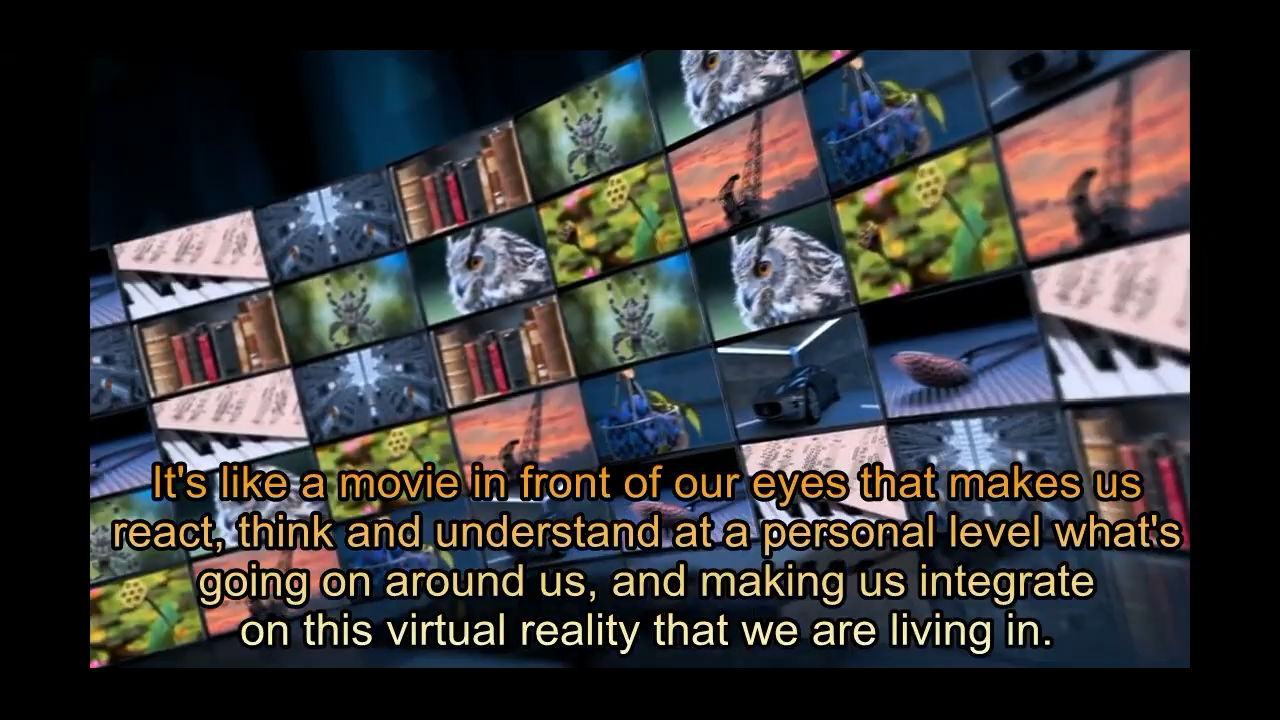 It's like a movie in front of our eyes that makes us
react, think and understand at a personal level what's
going on around us, and making us integrate
on this virtual reality that we are living in.